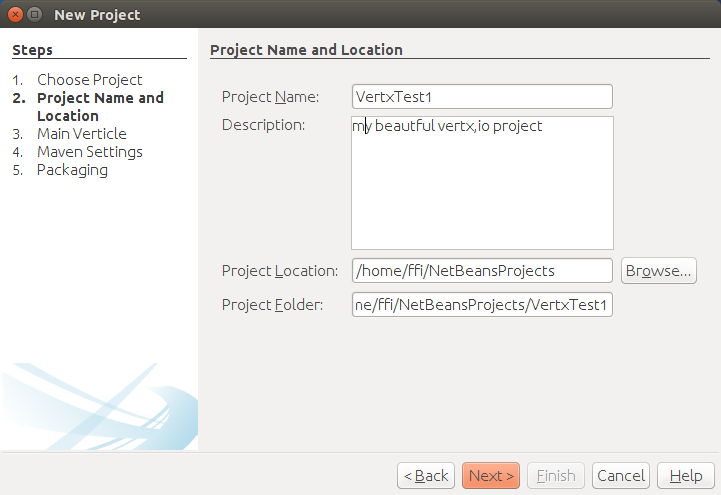 New Project
Steps
1. Choose Project
2. Project Name and
Location
3. Main Verticle
4. Maven Settings
5. Packaging
Project Name and Location
Project Name: VertxTest1
Description: my beautful vertx,io project
Project Location: /home/ffi/NetBeansProjects Browse...
Project Folder: ne/ffi/NetBeansProjects/VertxTest1
< Back Next > Finish Cancel Help